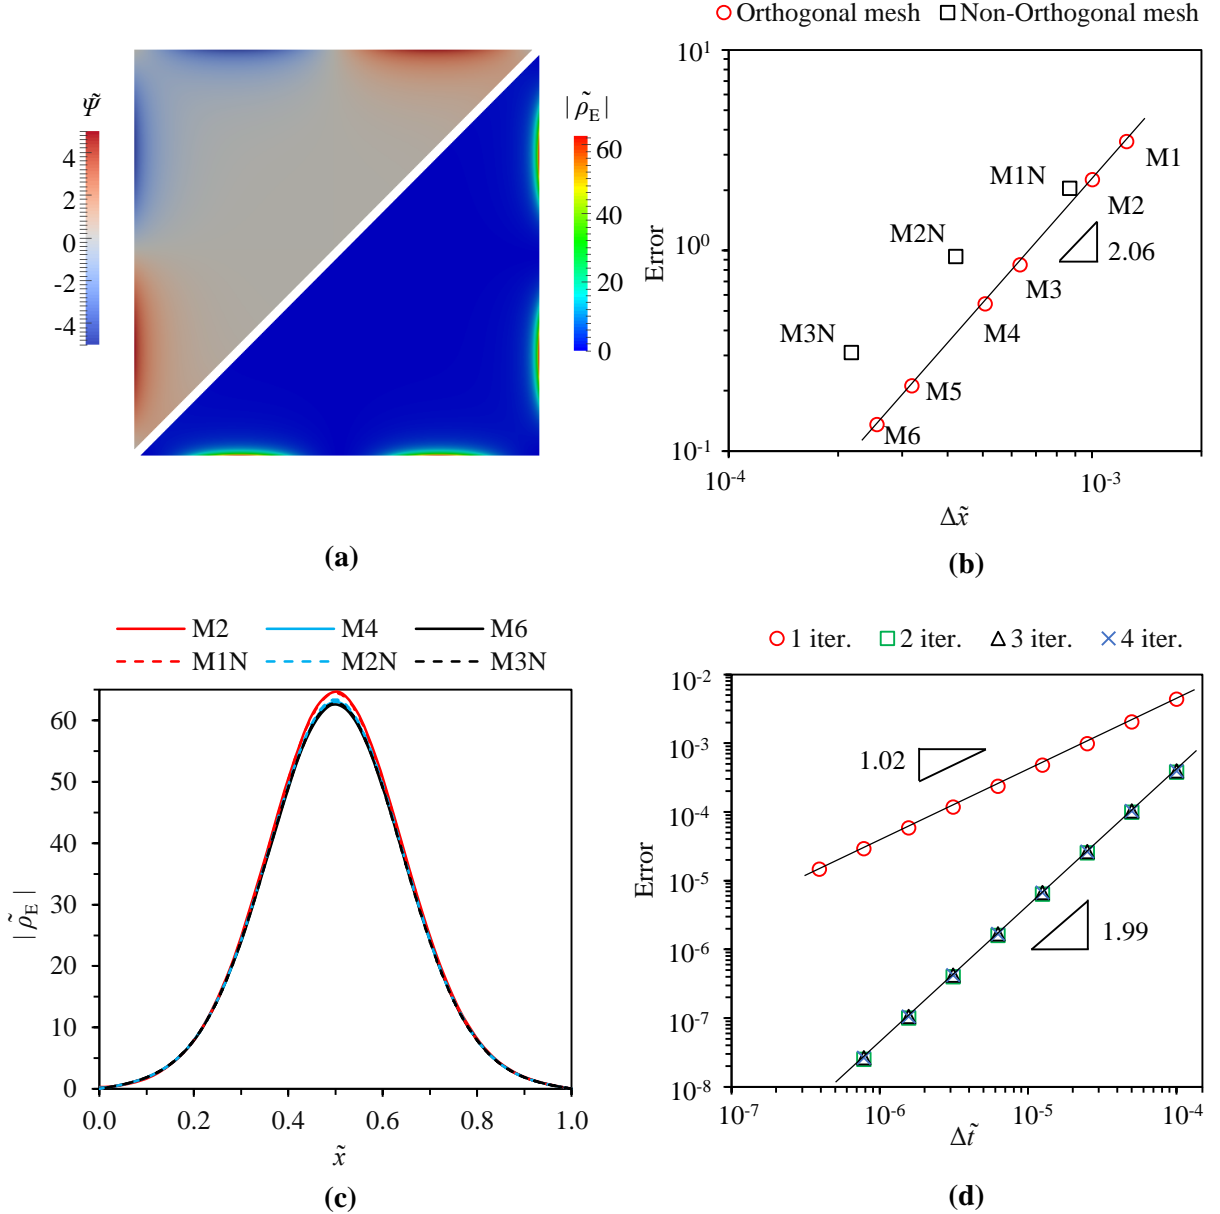 Ψ̃
4
2
0
-2
-4
|ρ̃E|
60
40
20
0
(a)
Orthogonal mesh Non-Orthogonal mesh
10^1
10^0
10^-1
Error
M1N
M1
M2N
M2
2.06
M3
M3N
M4
M5
M6
10^-4 10^-3
Δx̃
(b)
M2 M4 M6
M1N M2N M3N
60
50
40
30
20
10
0
|ρ̃E|
0.0 0.2 0.4 0.6 0.8 1.0
x̃
(c)
1 iter. 2 iter. 3 iter. 4 iter.
10^-2
10^-3
10^-4
10^-5
10^-6
10^-7
10^-8
Error
1.02
1.99
10^-7 10^-6 10^-5 10^-4
Δt̃
(d)